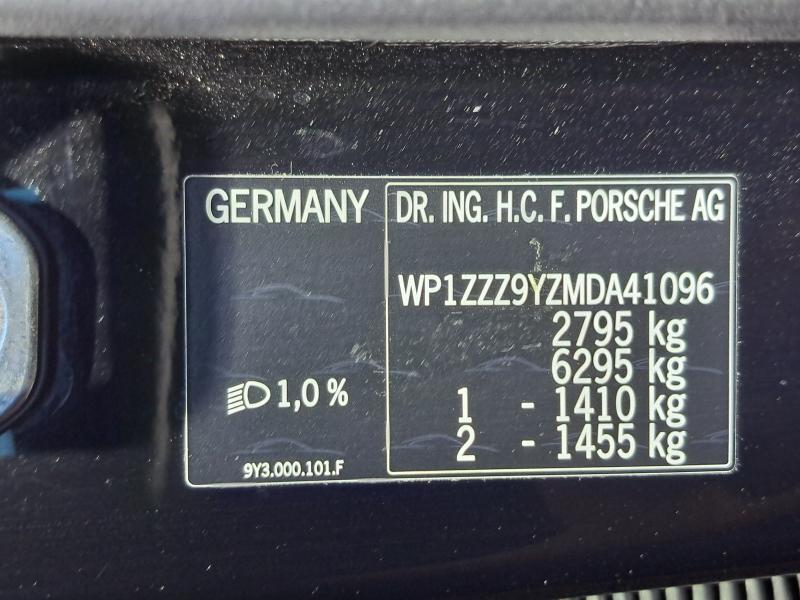 GERMANY
DR. ING. H.C. F. PORSCHE AG
WP1ZZZ9YZMDA41096
2795 kg
6295 kg
1 - 1410 kg
2 - 1455 kg
1,0 %
9Y3.000.101.F